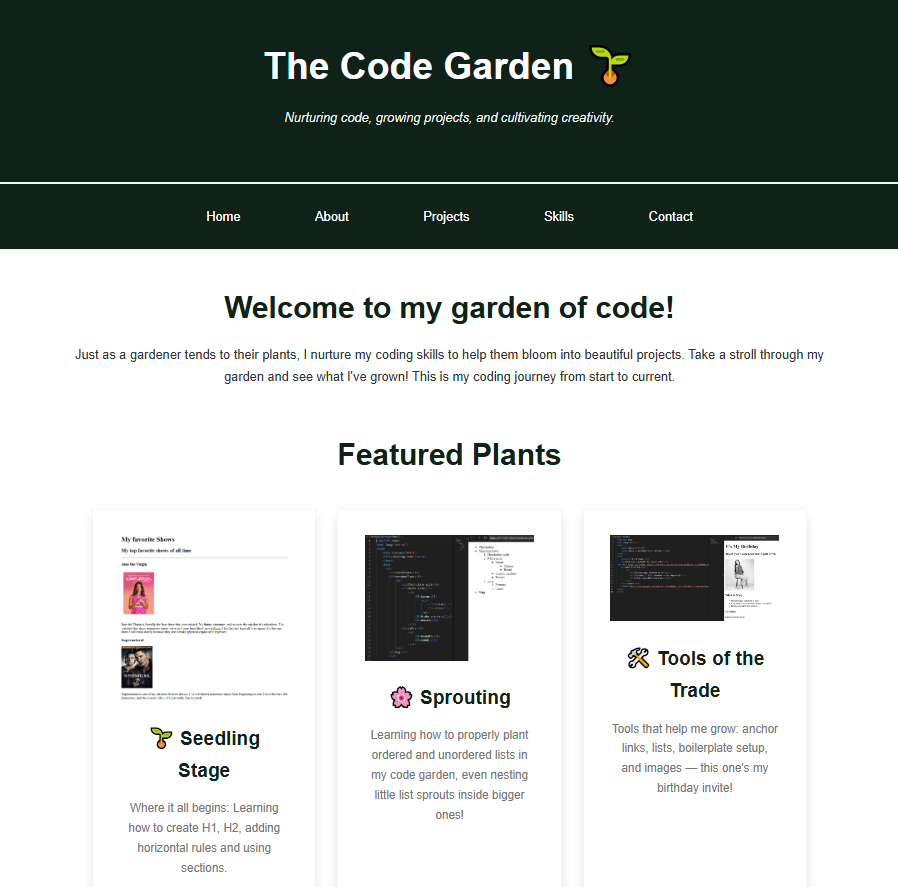 The Code Garden
Nurturing code, growing projects, and cultivating creativity.
Home About Projects Skills Contact
Welcome to my garden of code!
Just as a gardener tends to their plants, I nurture my coding skills to help them bloom into beautiful projects. Take a stroll through my
garden and see what I've grown! This is my coding journey from start to current.
Featured Plants
My favorite Shows
My top favorite shows of all time
Jane the Virgin
Supernatural
Seedling
Stage
Where it all begins: Learning
how to create H1, H2, adding
horizontal rules and using
sections.
Sprouting
Learning how to properly plant
ordered and unordered lists in
my code garden, even nesting
little list sprouts inside bigger
ones!
It's My Birthday
Tools of the
Trade
Tools that help me grow: anchor
links, lists, boilerplate setup,
and images — this one's my
birthday invite!